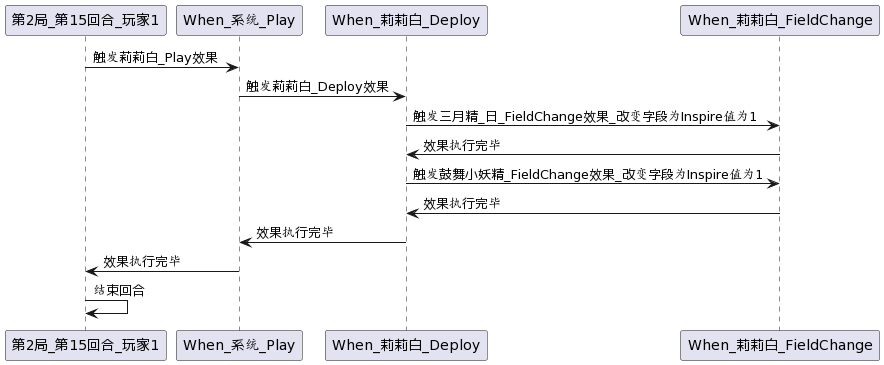 第2局_第15回合_玩家1
When_系统_Play
When_莉莉白_Deploy
When_莉莉白_FieldChange
触发莉莉白_Play效果
触发莉莉白_Deploy效果
触发三月精_日_FieldChange效果_改变字段为Inspire值为1
效果执行完毕
触发鼓舞小妖精_FieldChange效果_改变字段为Inspire值为1
效果执行完毕
效果执行完毕
效果执行完毕
结束回合
第2局_第15回合_玩家1
When_系统_Play
When_莉莉白_Deploy
When_莉莉白_FieldChange